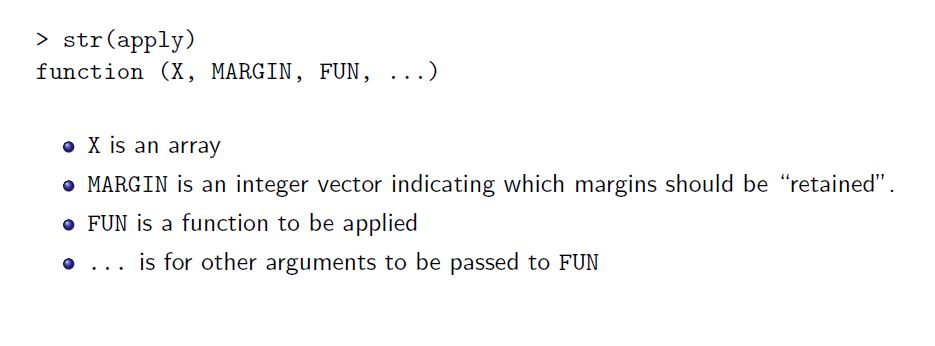 > str(apply)
function (X, MARGIN, FUN, ...)
X is an array
MARGIN is an integer vector indicating which margins should be “retained”.
FUN is a function to be applied
... is for other arguments to be passed to FUN